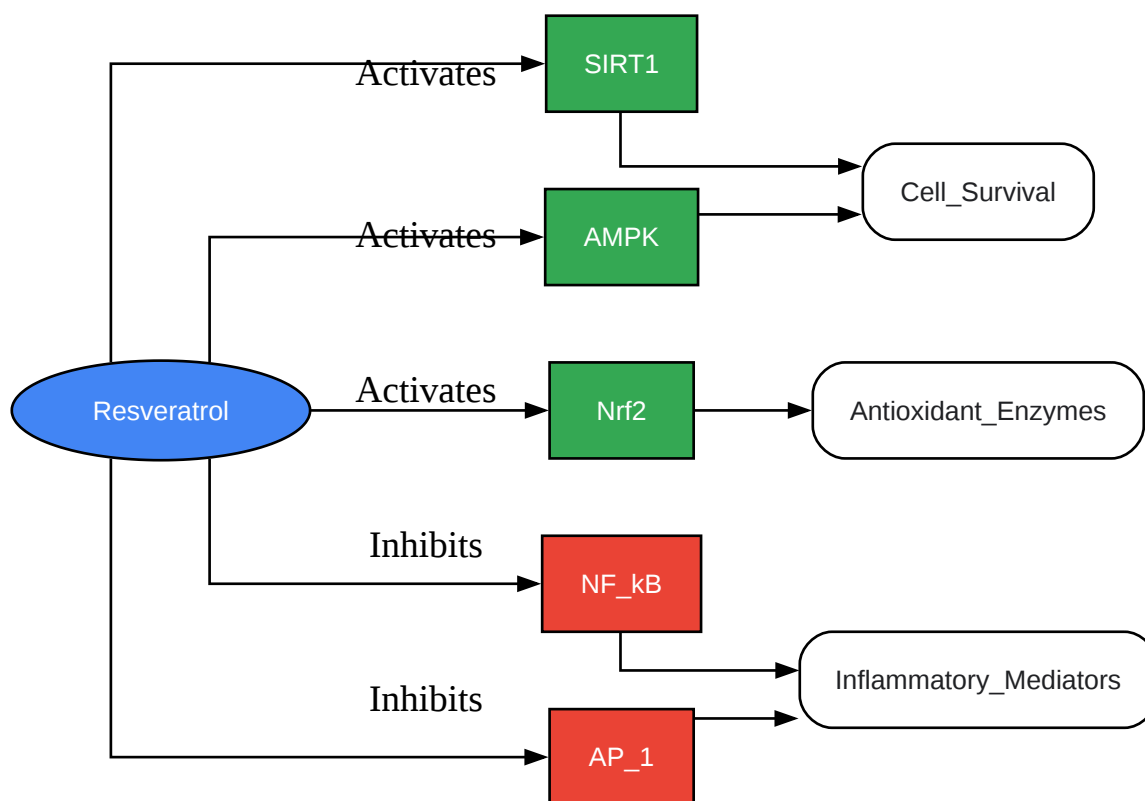 Activates
SIRT1
Cell_Survival
Activates
AMPK
Resveratrol
Activates
Nrf2
Antioxidant_Enzymes
Inhibits
NF_kB
Inflammatory_Mediators
Inhibits
AP_1